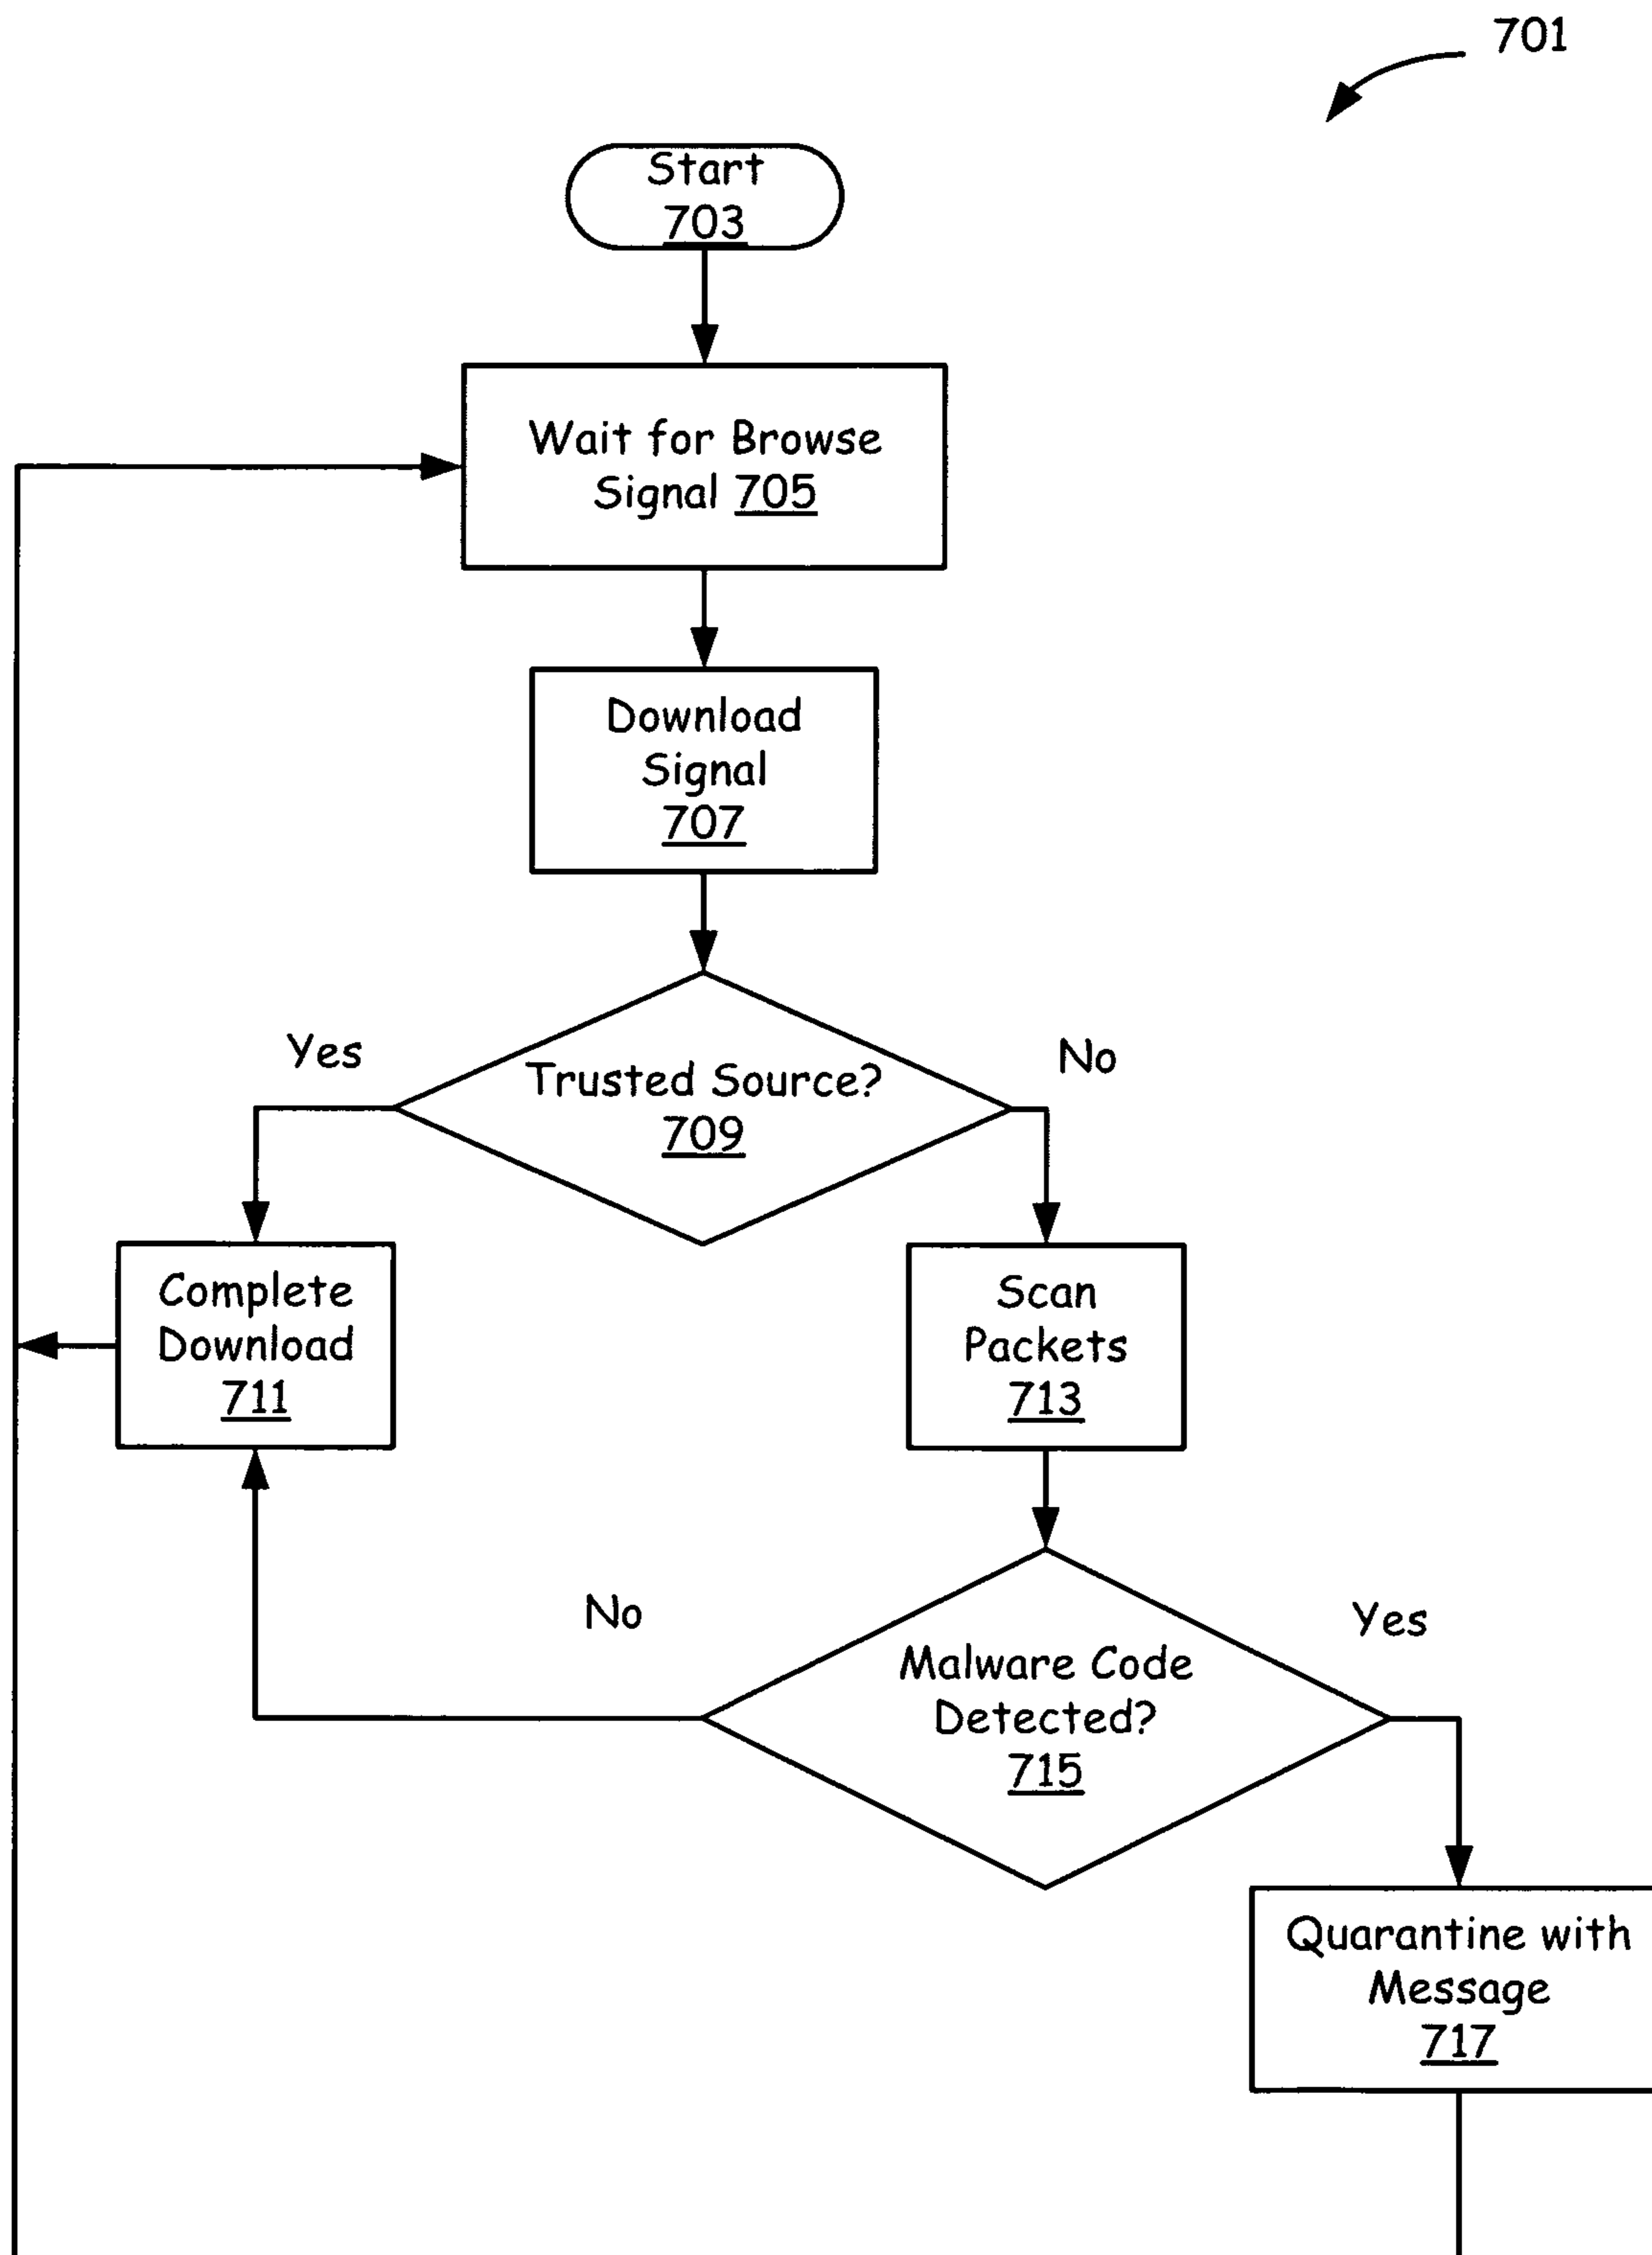 701
Start
703
Wait for Browse
Signal 705
Download
Signal
707
Yes
No
Trusted Source?
709
Complete
Download
711
Scan
Packets
713
No
Yes
Malware Code
Detected?
715
Quarantine with
Message
717